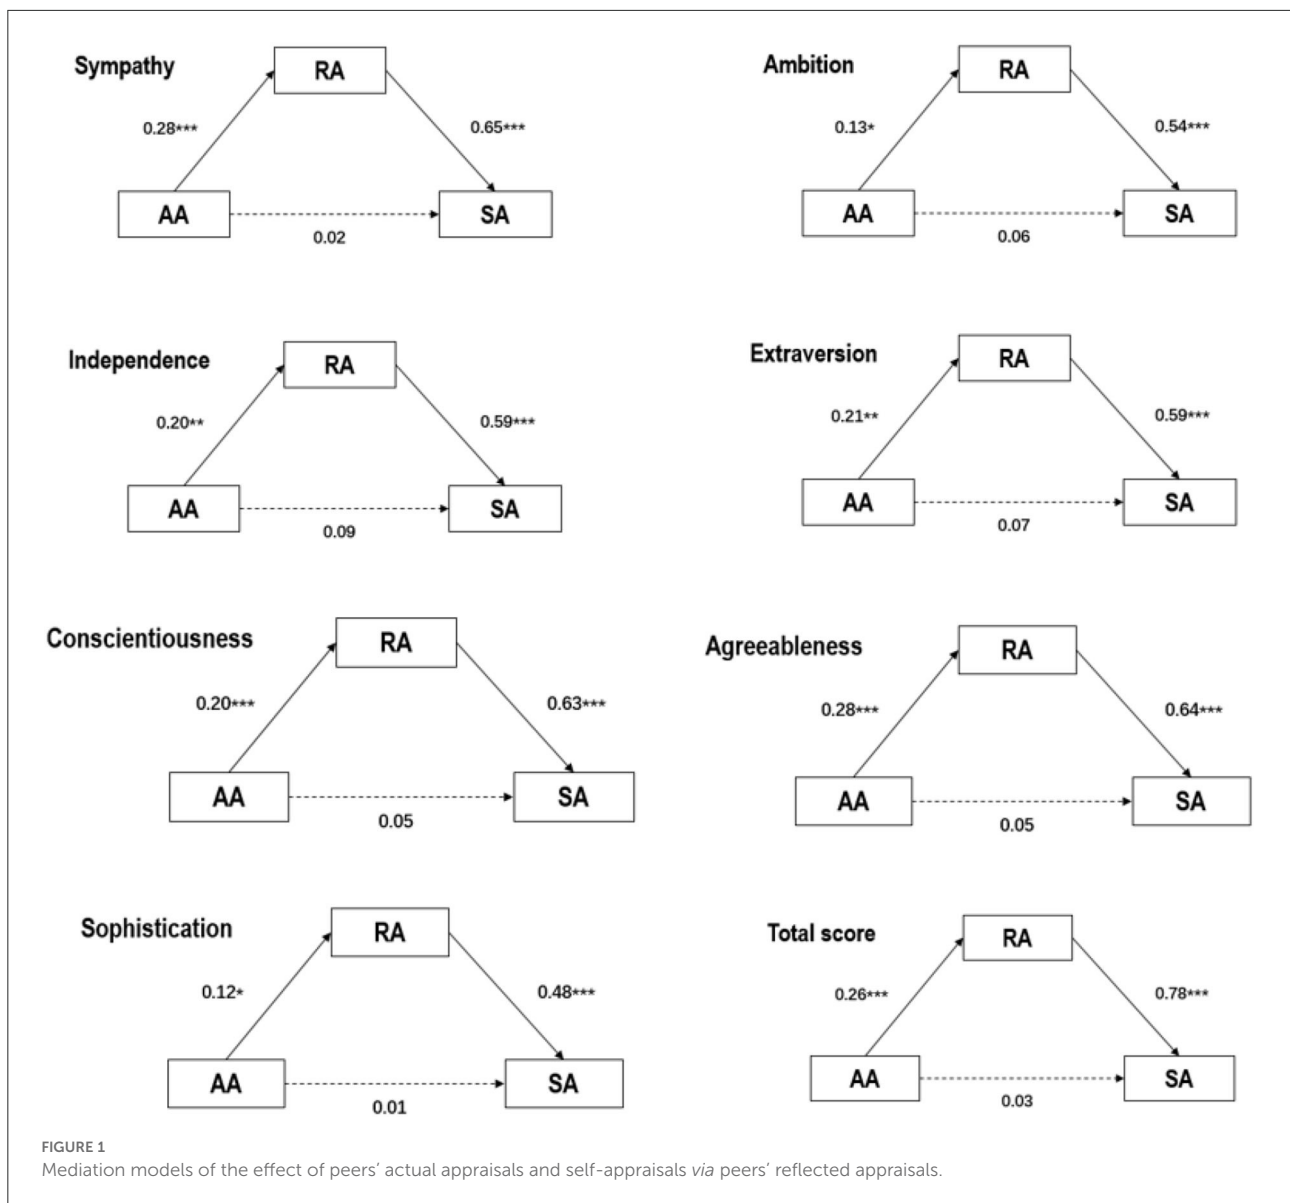 Sympathy
RA
0.28***
0.65***
AA
SA
0.02
Ambition
RA
0.13*
0.54***
AA
SA
0.06
Independence
RA
0.20**
0.59***
AA
SA
0.09
Extraversion
RA
0.21**
0.59***
AA
SA
0.07
Conscientiousness
RA
0.20***
0.63***
AA
SA
0.05
Agreeableness
RA
0.28***
0.64***
AA
SA
0.05
Sophistication
RA
0.12*
0.48***
AA
SA
0.01
Total score
RA
0.26***
0.78***
AA
SA
0.03
FIGURE 1
Mediation models of the effect of peers’ actual appraisals and self-appraisals via peers’ reflected appraisals.